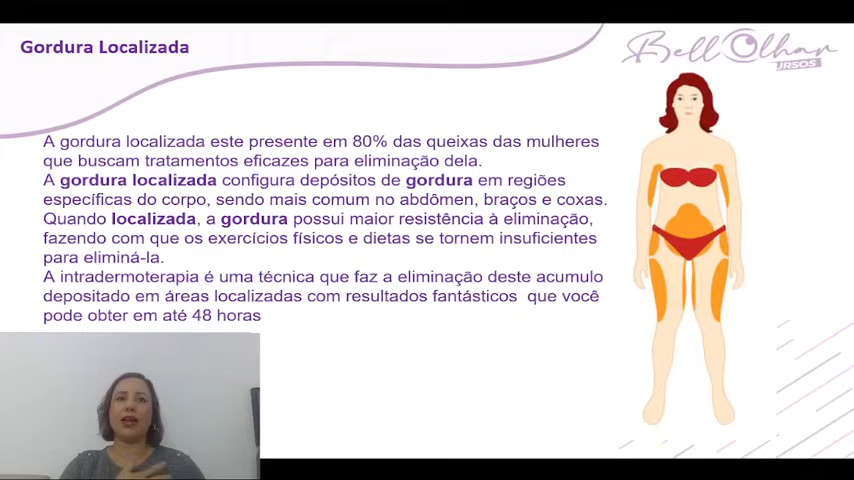 Gordura Localizada
Bell Olhar
URSOS
A gordura localizada este presente em 80% das queixas das mulheres
que buscam tratamentos eficazes para eliminação dela.
A gordura localizada configura depósitos de gordura em regiões
específicas do corpo, sendo mais comum no abdômen, braços e coxas.
Quando localizada, a gordura possui maior resistência à eliminação,
fazendo com que os exercícios físicos e dietas se tornem insuficientes
para eliminá-la.
A intradermoterapia é uma técnica que faz a eliminação deste acumulo
depositado em áreas localizadas com resultados fantásticos que você
pode obter em até 48 horas